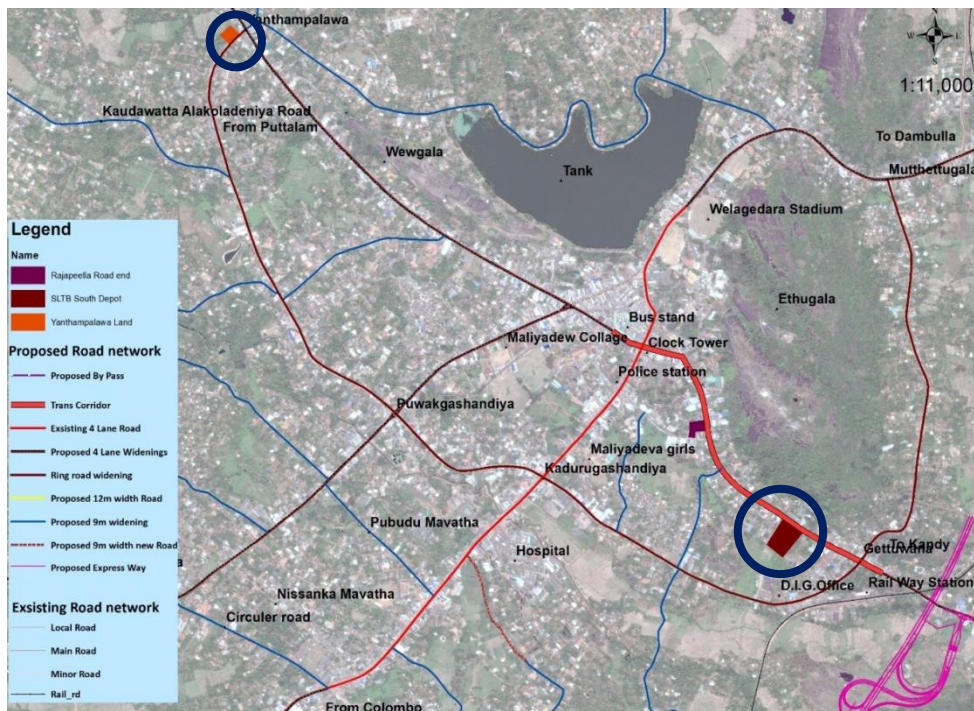 Yanthampalawa
N
W
E
S
1:11,000
Kaudawatta Alakoladeniya Road
From Puttalam
To Dambulla
Mutthettugala
Wewgala
Tank
Welagedara Stadium
Legend
Name
Rajapeella Road end
SLTB South Depot
Yanthampalawa Land
Ethugala
Bus stand
Maliyadew Collage
Clock Tower
Police station
Proposed Road network
Proposed By Pass
Trans Corridor
Exsisting 4 Lane Road
Proposed 4 Lane Widenings
Ring road widening
Proposed 12m width Road
Proposed 9m widening
Proposed 9m width new Road
Proposed Express Way
Puwakgashandiya
Maliyadeva girls
Kadurugashandiya
Pubudu Mavatha
Hospital
To Kandy
Gettuwana
D.I.G.Office
Rail Way Station
Nissanka Mavatha
Circuler road
Exsisting Road network
Local Road
Main Road
Minor Road
Rail_rd
From Colombo